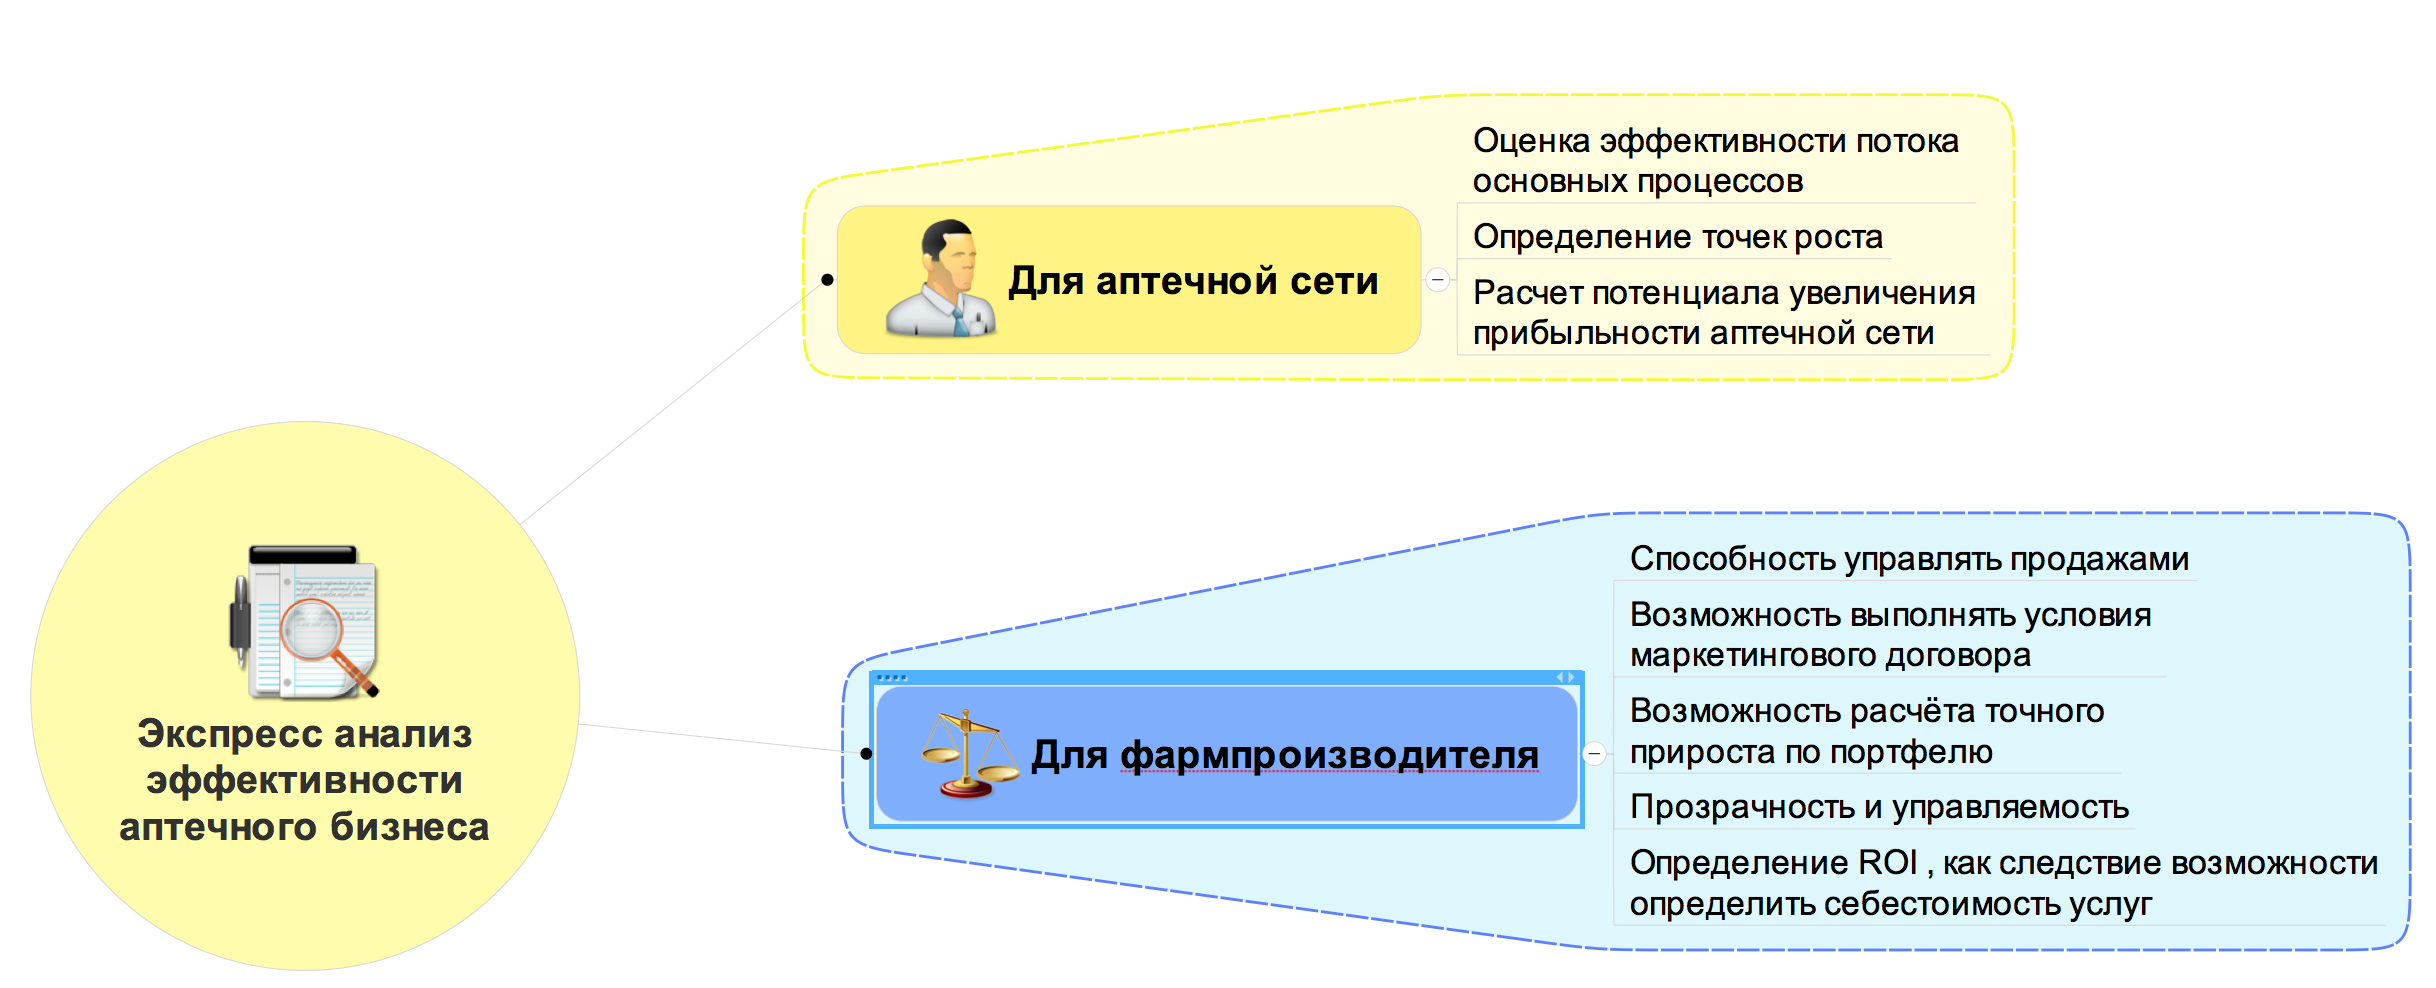 Оценка эффективности потока
основных процессов
Определение точек роста
Для аптечной сети
Расчет потенциала увеличения
прибыльности аптечной сети
Экспресс анализ
эффективности
аптечного бизнеса
Способность управлять продажами
Возможность выполнять условия
маркетингового договора
Возможность расчёта точного
прироста по портфелю
Для фармпроизводителя
Прозрачность и управляемость
Определение ROI , как следствие возможности
определить себестоимость услуг